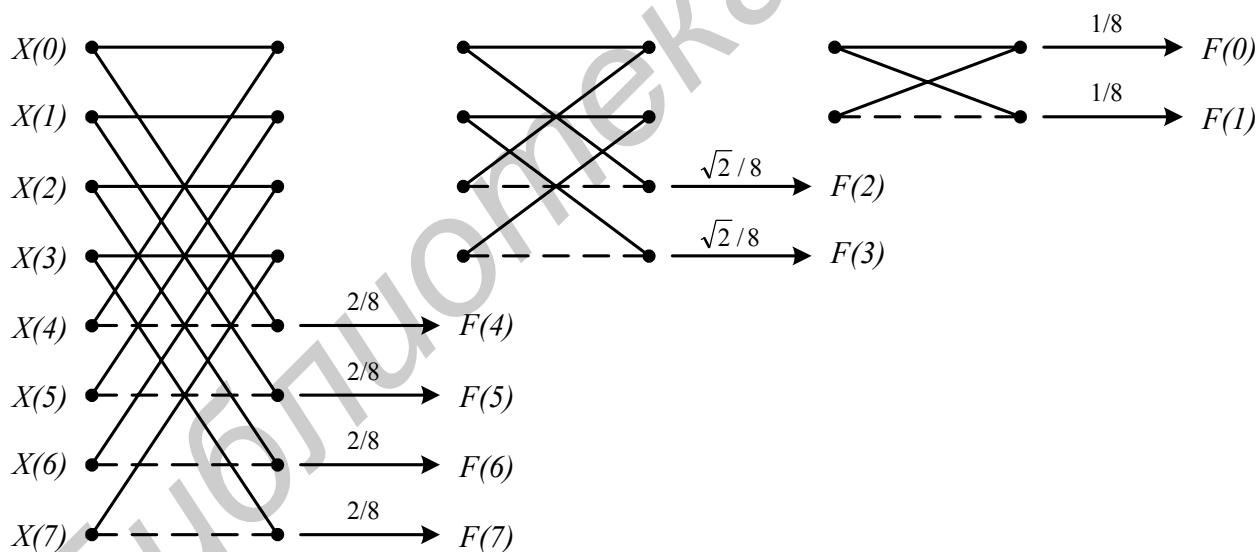 X(0)
1/8
F(0)
X(1)
1/8
F(1)
X(2)
√2 / 8
F(2)
X(3)
√2 / 8
F(3)
X(4)
2/8
F(4)
X(5)
2/8
F(5)
X(6)
2/8
F(6)
X(7)
2/8
F(7)
Библиотека